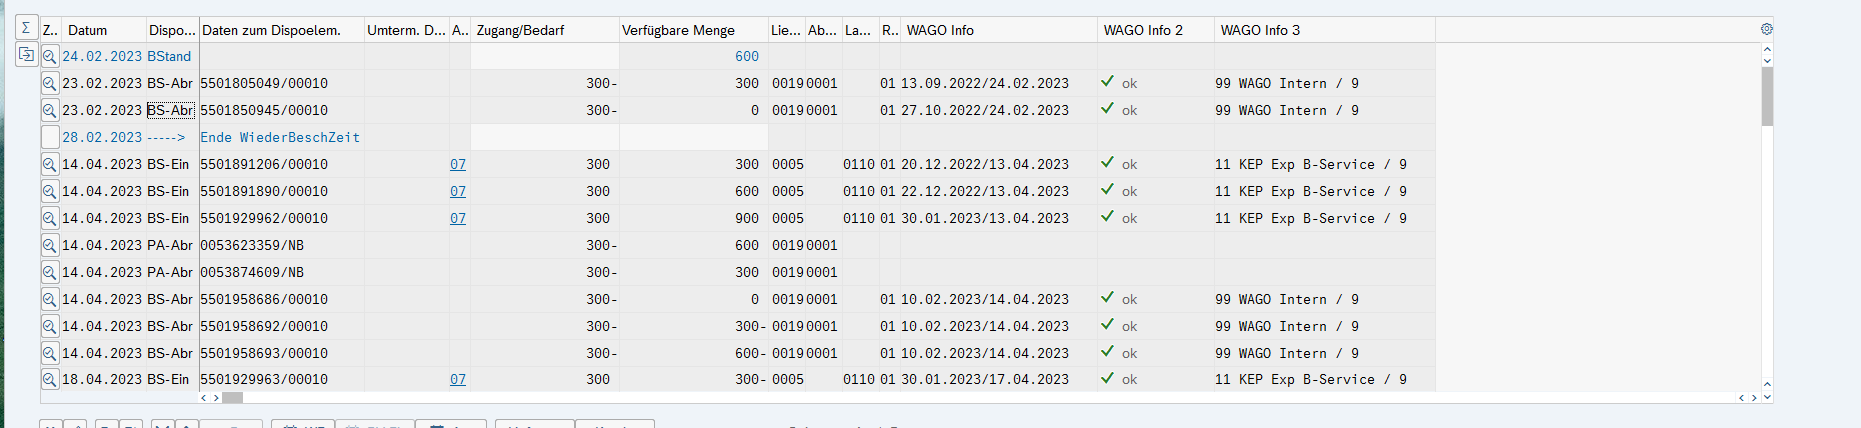 Z.. Datum Dispo... Daten zum Dispoelem. Umterm. D... A.. Zugang/Bedarf Verfügbare Menge Lie... Ab... La... R.. WAGO Info WAGO Info 2 WAGO Info 3
24.02.2023 BStand 600
23.02.2023 BS-Abr 5501805049/00010 300- 300 0019 0001 01 13.09.2022/24.02.2023 ok 99 WAGO Intern / 9
23.02.2023 BS-Abr 5501850945/00010 300- 0 0019 0001 01 27.10.2022/24.02.2023 ok 99 WAGO Intern / 9
28.02.2023 -----> Ende WiederBeschZeit
14.04.2023 BS-Ein 5501891206/00010 07 300 300 0005 0110 01 20.12.2022/13.04.2023 ok 11 KEP Exp B-Service / 9
14.04.2023 BS-Ein 5501891890/00010 07 300 600 0005 0110 01 22.12.2022/13.04.2023 ok 11 KEP Exp B-Service / 9
14.04.2023 BS-Ein 5501929962/00010 07 300 900 0005 0110 01 30.01.2023/13.04.2023 ok 11 KEP Exp B-Service / 9
14.04.2023 PA-Abr 0053623359/NB 300- 600 0019 0001
14.04.2023 PA-Abr 0053874609/NB 300- 300 0019 0001
14.04.2023 BS-Abr 5501958686/00010 300- 0 0019 0001 01 10.02.2023/14.04.2023 ok 99 WAGO Intern / 9
14.04.2023 BS-Abr 5501958692/00010 300- 300- 0019 0001 01 10.02.2023/14.04.2023 ok 99 WAGO Intern / 9
14.04.2023 BS-Abr 5501958693/00010 300- 600- 0019 0001 01 10.02.2023/14.04.2023 ok 99 WAGO Intern / 9
18.04.2023 BS-Ein 5501929963/00010 07 300 300- 0005 0110 01 30.01.2023/17.04.2023 ok 11 KEP Exp B-Service / 9